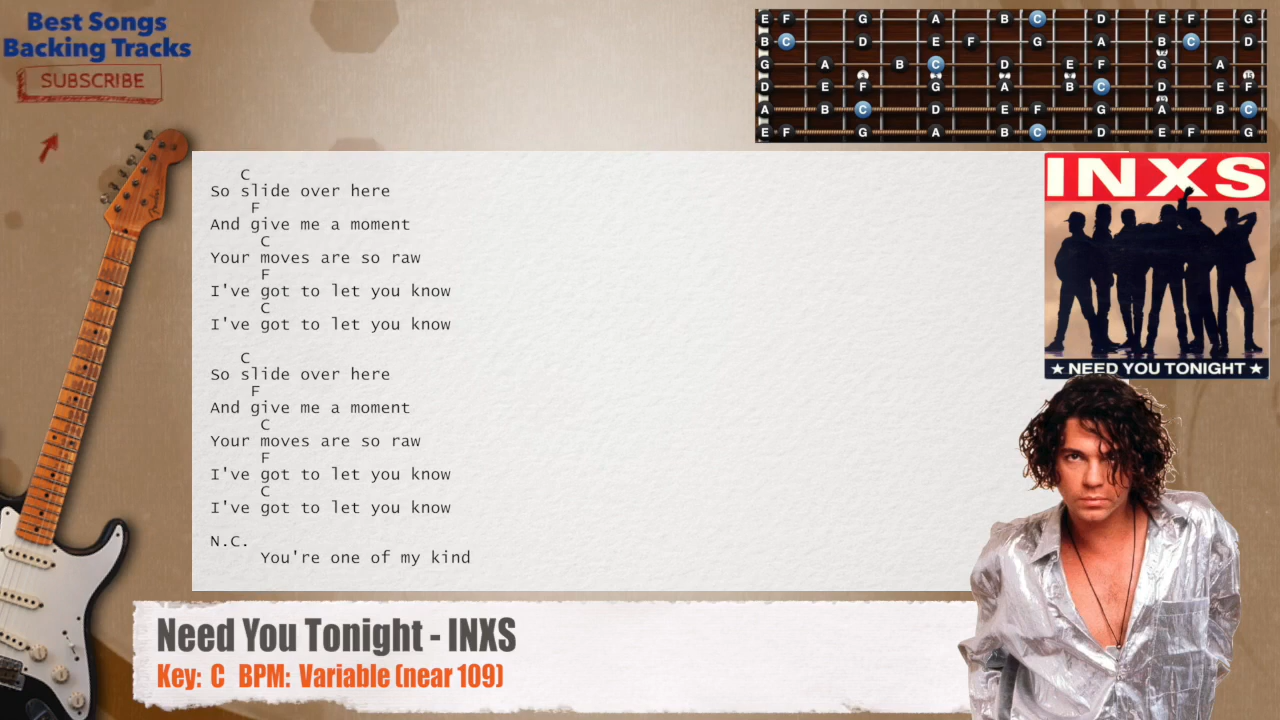 Best Songs
Backing Tracks
SUBSCRIBE
E F G A B C D E F G
B C D E F G A B C D
G A B C D E F G A
D E F G A B C D E F
A B C D E F G A B C
E F G A B C D E F G
C
So slide over here
F
And give me a moment
C
Your moves are so raw
F
I've got to let you know
C
I've got to let you know
C
So slide over here
F
And give me a moment
C
Your moves are so raw
F
I've got to let you know
C
I've got to let you know
N.C.
You're one of my kind
INXS
★ NEED YOU TONIGHT ★
Need You Tonight - INXS
Key: C BPM: Variable (near 109)